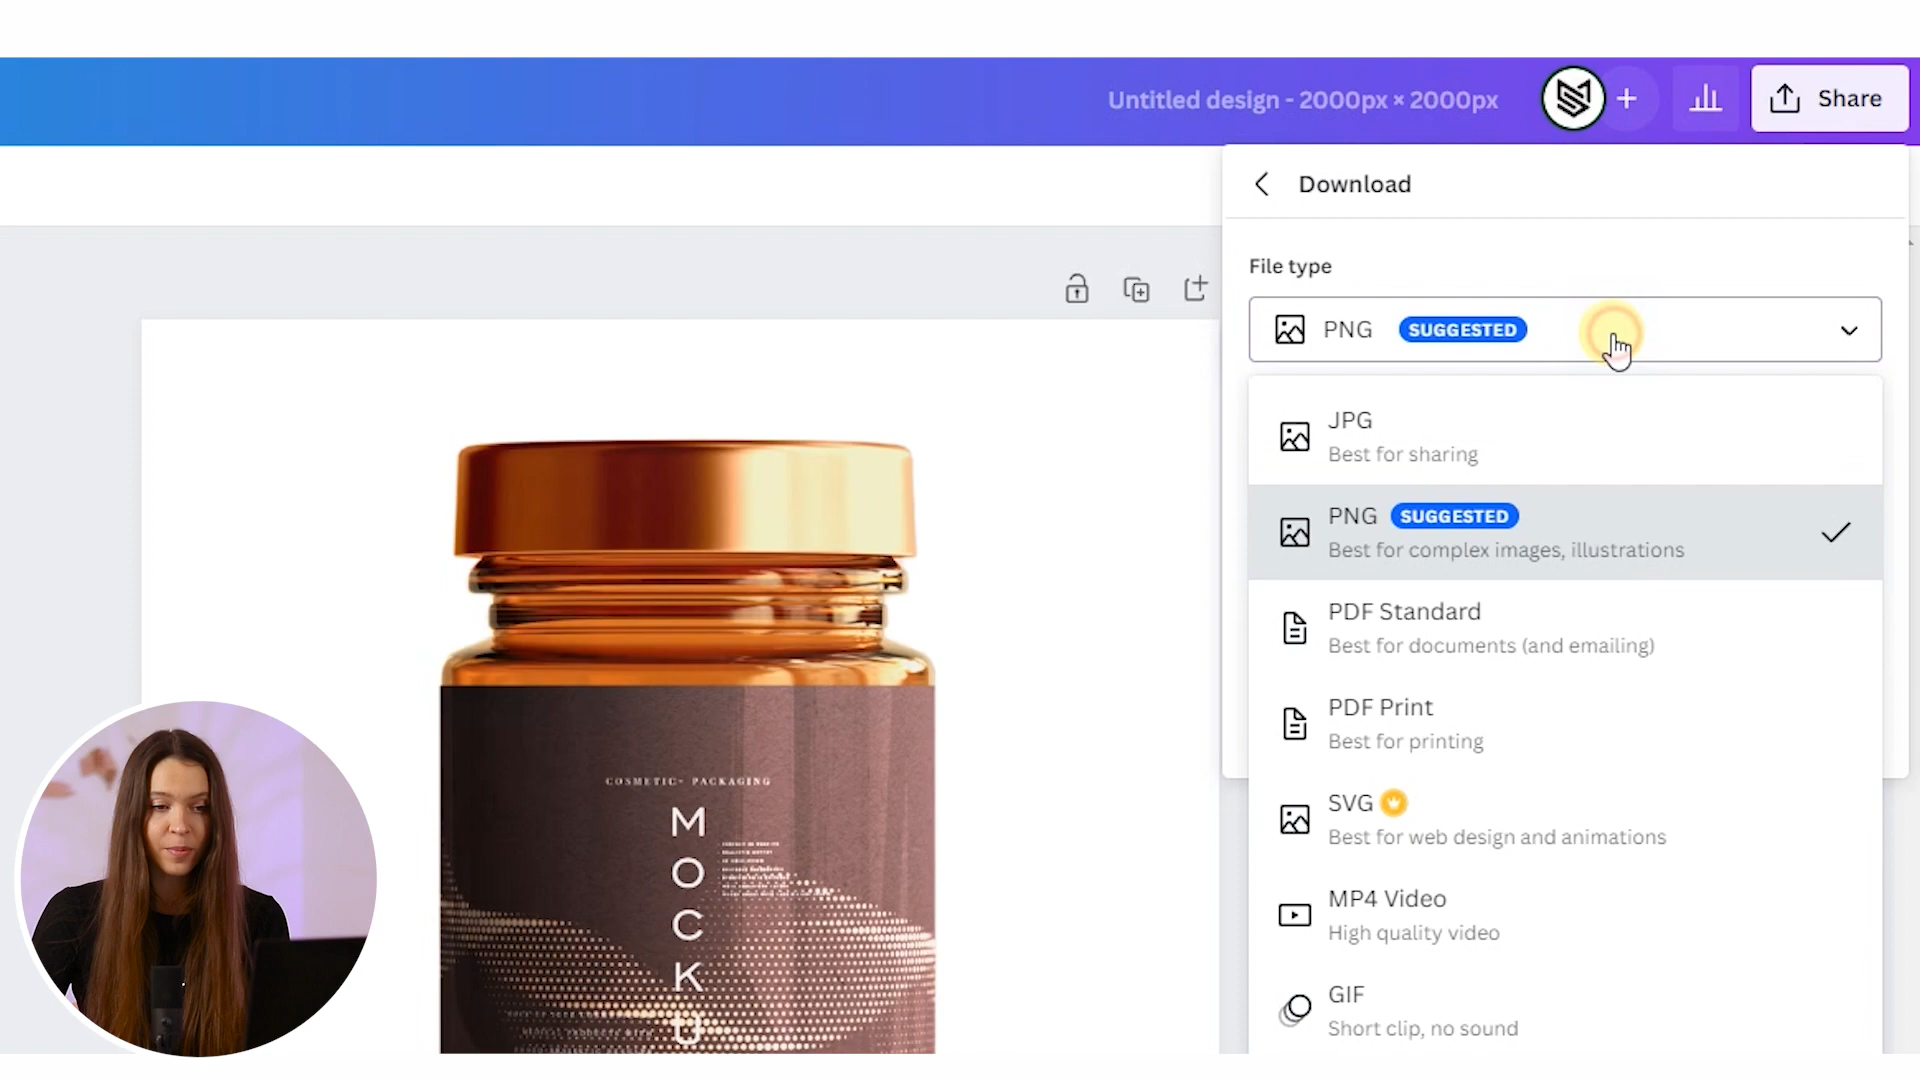 Untitled design - 2000px × 2000px
Share
Download
File type
PNG SUGGESTED
JPG
Best for sharing
PNG SUGGESTED
Best for complex images, illustrations
PDF Standard
Best for documents (and emailing)
PDF Print
Best for printing
SVG
Best for web design and animations
MP4 Video
High quality video
GIF
Short clip, no sound
COSMETIC- PACKAGING
M
O
C
K
U